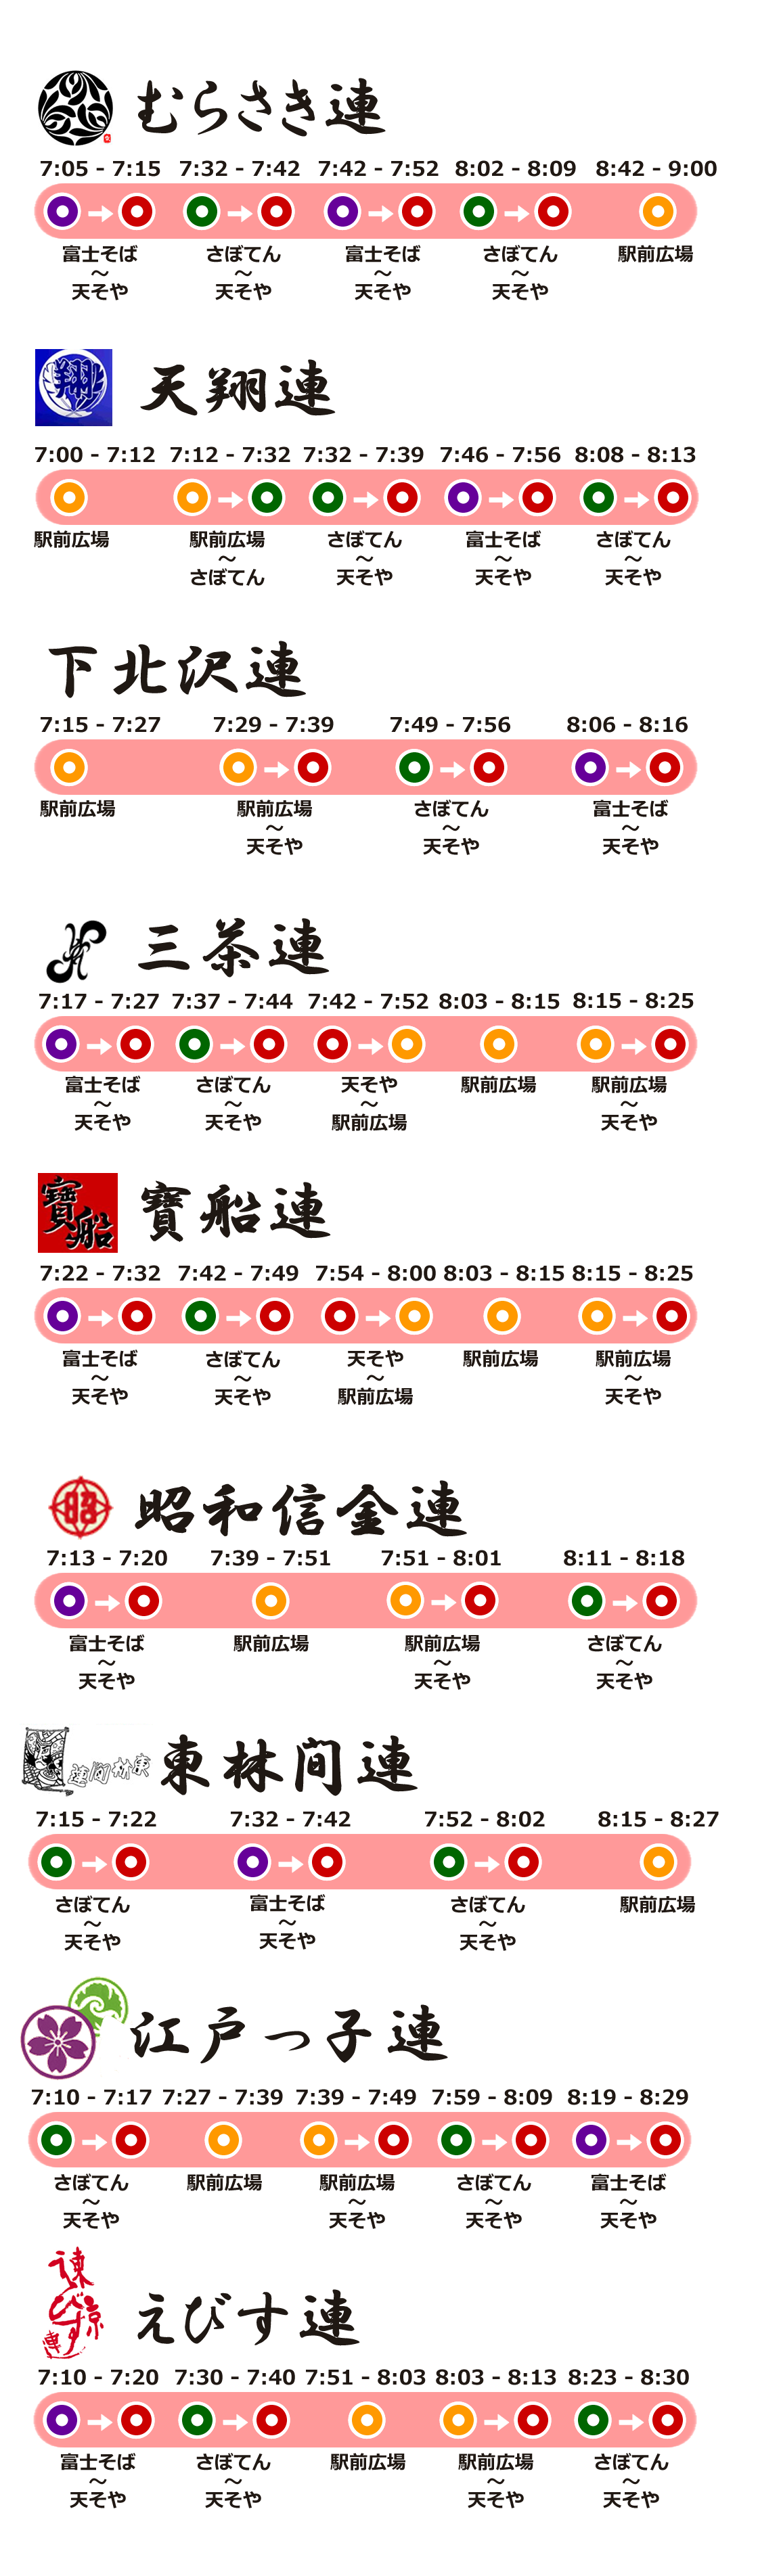 むらさき連
7:05 - 7:15 7:32 - 7:42 7:42 - 7:52 8:02 - 8:09 8:42 - 9:00
富士そば さぼてん 富士そば さぼてん 駅前広場
～ ～ ～ ～
天そや 天そや 天そや 天そや
翔
天翔連
7:00 - 7:12 7:12 - 7:32 7:32 - 7:39 7:46 - 7:56 8:08 - 8:13
駅前広場 駅前広場 さぼてん 富士そば さぼてん
～ ～ ～ ～
さぼてん 天そや 天そや 天そや
下北沢連
7:15 - 7:27 7:29 - 7:39 7:49 - 7:56 8:06 - 8:16
駅前広場 駅前広場 さぼてん 富士そば
～ ～ ～
天そや 天そや 天そや
三茶連
7:17 - 7:27 7:37 - 7:44 7:42 - 7:52 8:03 - 8:15 8:15 - 8:25
富士そば さぼてん 天そや 駅前広場 駅前広場
～ ～ ～ ～
天そや 天そや 駅前広場 天そや
寶船
寶船連
7:22 - 7:32 7:42 - 7:49 7:54 - 8:00 8:03 - 8:15 8:15 - 8:25
富士そば さぼてん 天そや 駅前広場 駅前広場
～ ～ ～ ～
天そや 天そや 駅前広場 天そや
昭
昭和信金連
7:13 - 7:20 7:39 - 7:51 7:51 - 8:01 8:11 - 8:18
富士そば 駅前広場 駅前広場 さぼてん
～ ～ ～
天そや 天そや 天そや
東林間連
東林間連
7:15 - 7:22 7:32 - 7:42 7:52 - 8:02 8:15 - 8:27
さぼてん 富士そば さぼてん 駅前広場
～ ～ ～
天そや 天そや 天そや
江戸っ子連
7:10 - 7:17 7:27 - 7:39 7:39 - 7:49 7:59 - 8:09 8:19 - 8:29
さぼてん 駅前広場 駅前広場 さぼてん 富士そば
～ ～ ～ ～
天そや 天そや 天そや 天そや
えびす連
7:10 - 7:20 7:30 - 7:40 7:51 - 8:03 8:03 - 8:13 8:23 - 8:30
富士そば さぼてん 駅前広場 駅前広場 さぼてん
～ ～ ～ ～
天そや 天そや 天そや 天そや